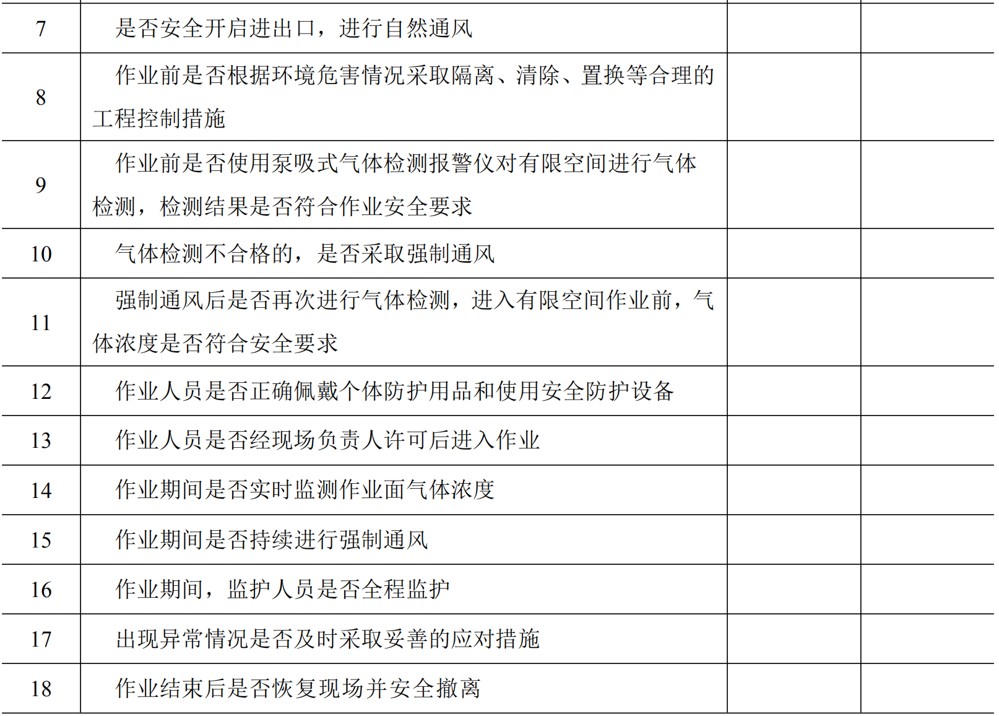 7
是否安全开启进出口，进行自然通风
8
作业前是否根据环境危害情况采取隔离、清除、置换等合理的
工程控制措施
9
作业前是否使用泵吸式气体检测报警仪对有限空间进行气体
检测，检测结果是否符合作业安全要求
10
气体检测不合格的，是否采取强制通风
11
强制通风后是否再次进行气体检测，进入有限空间作业前，气
体浓度是否符合安全要求
12
作业人员是否正确佩戴个体防护用品和使用安全防护设备
13
作业人员是否经现场负责人许可后进入作业
14
作业期间是否实时监测作业面气体浓度
15
作业期间是否持续进行强制通风
16
作业期间，监护人员是否全程监护
17
出现异常情况是否及时采取妥善的应对措施
18
作业结束后是否恢复现场并安全撤离